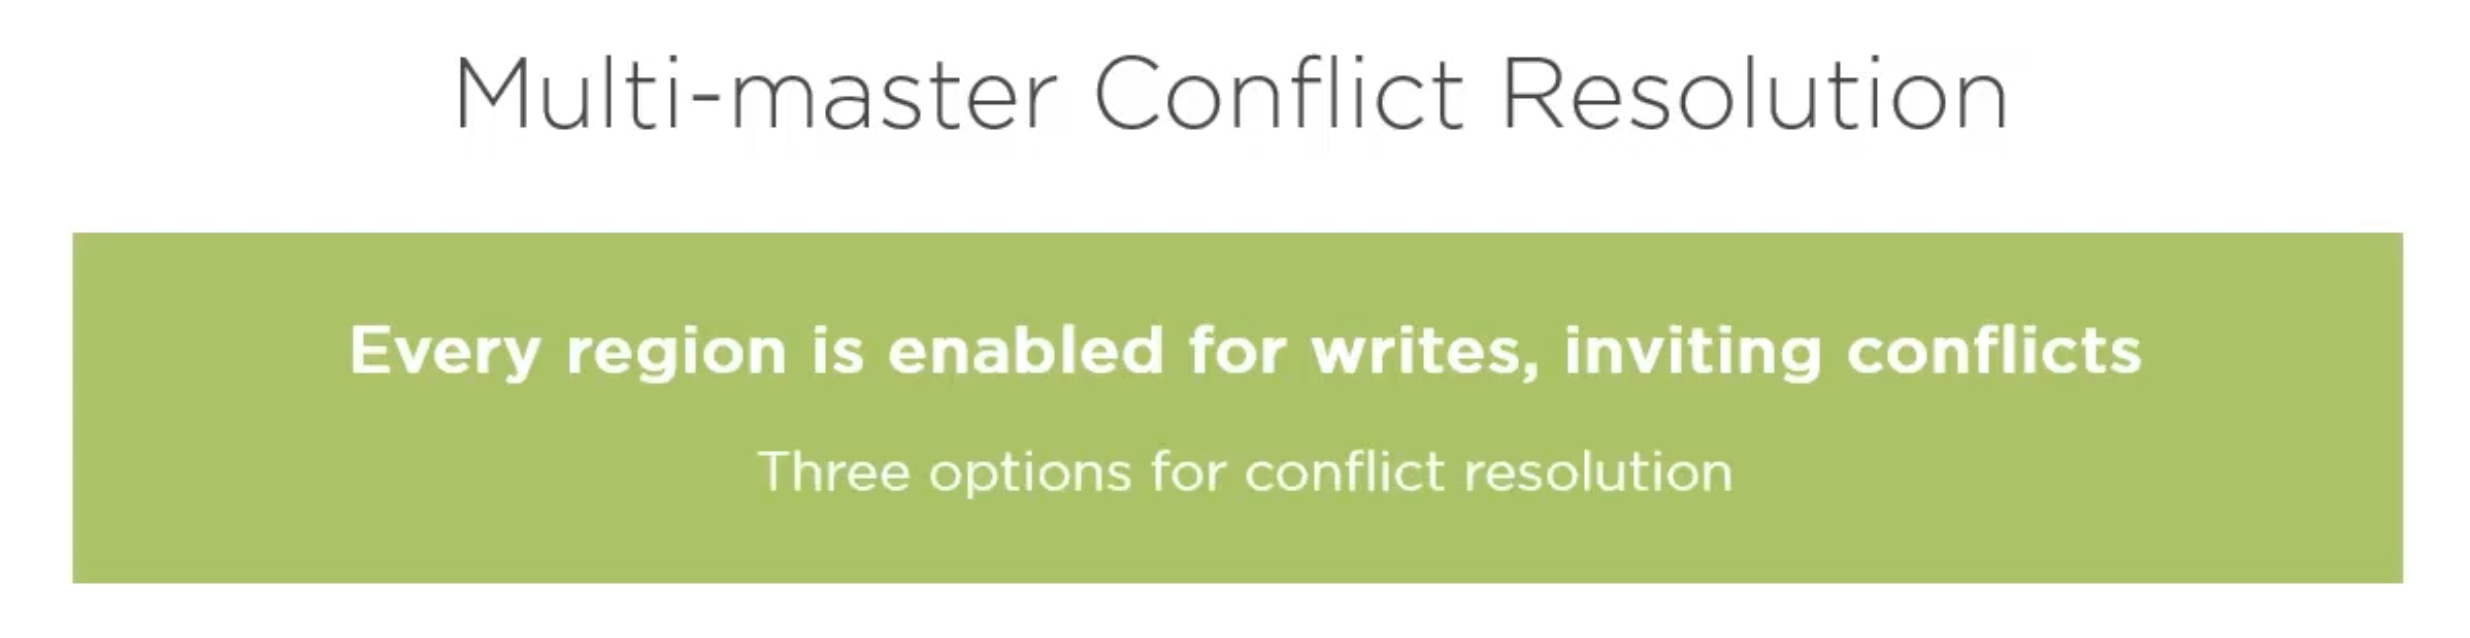 Multi-master Conflict Resolution
Every region is enabled for writes, inviting conflicts
Three options for conflict resolution